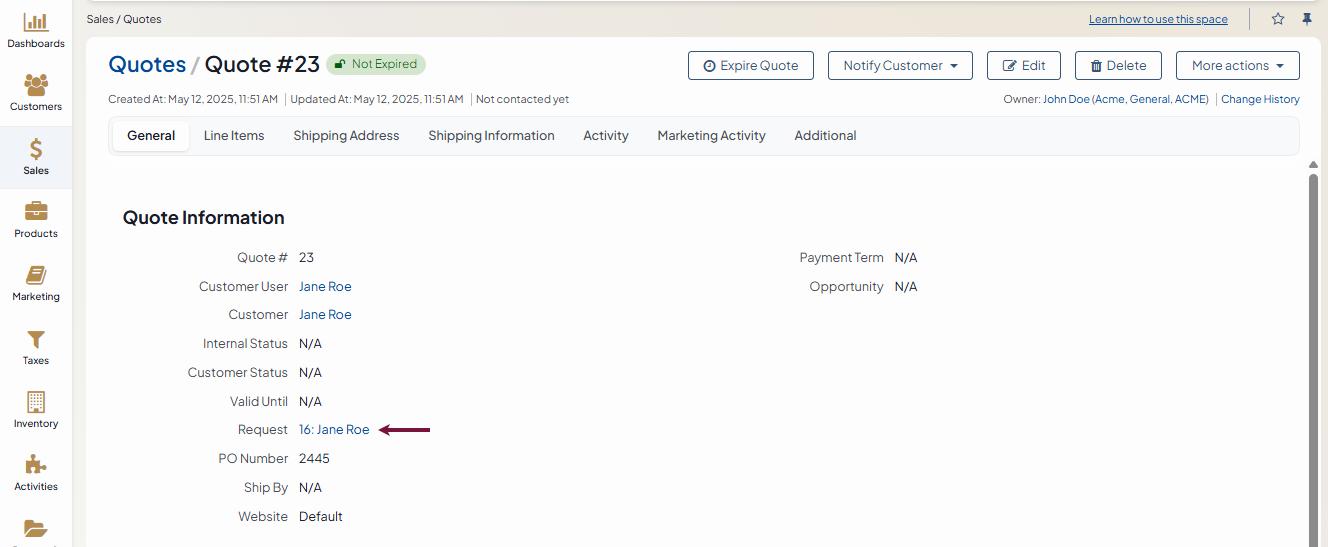 Sales / Quotes
Learn how to use this space
Dashboards
Customers
Sales
Products
Marketing
Taxes
Inventory
Activities
Quotes / Quote #23
Not Expired
Expire Quote
Notify Customer
Edit
Delete
More actions
Created At: May 12, 2025, 11:51 AM
Updated At: May 12, 2025, 11:51 AM
Not contacted yet
Owner: John Doe (Acme, General, ACME)
Change History
General
Line Items
Shipping Address
Shipping Information
Activity
Marketing Activity
Additional
Quote Information
Quote # 23
Customer User Jane Roe
Customer Jane Roe
Internal Status N/A
Customer Status N/A
Valid Until N/A
Request 16: Jane Roe
PO Number 2445
Ship By N/A
Website Default
Payment Term N/A
Opportunity N/A